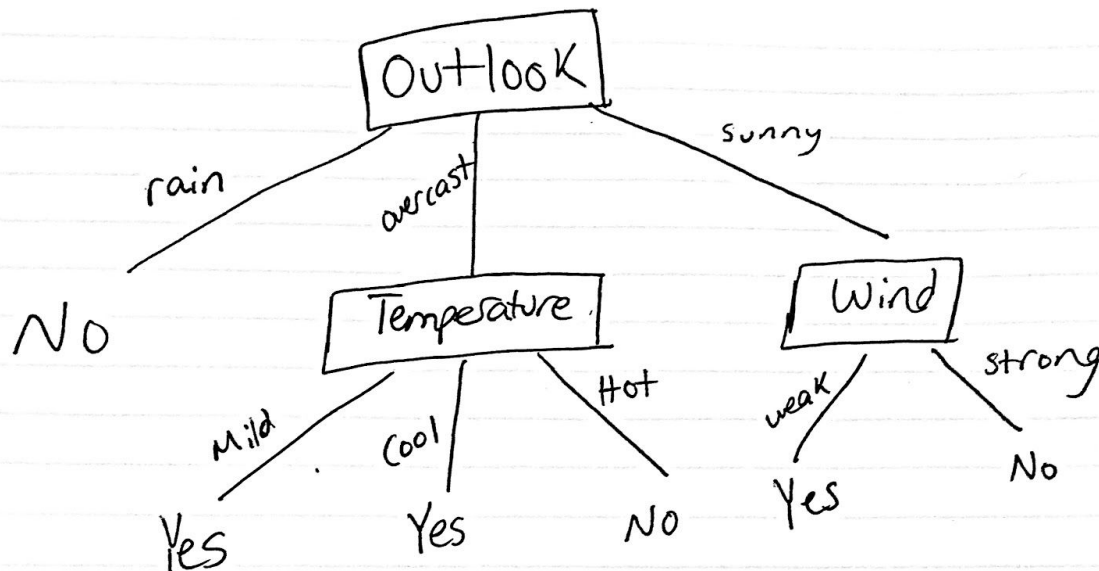 Outlook
rain overcast sunny
No Temperature Wind
Mild Cool Hot weak strong
Yes Yes No Yes No